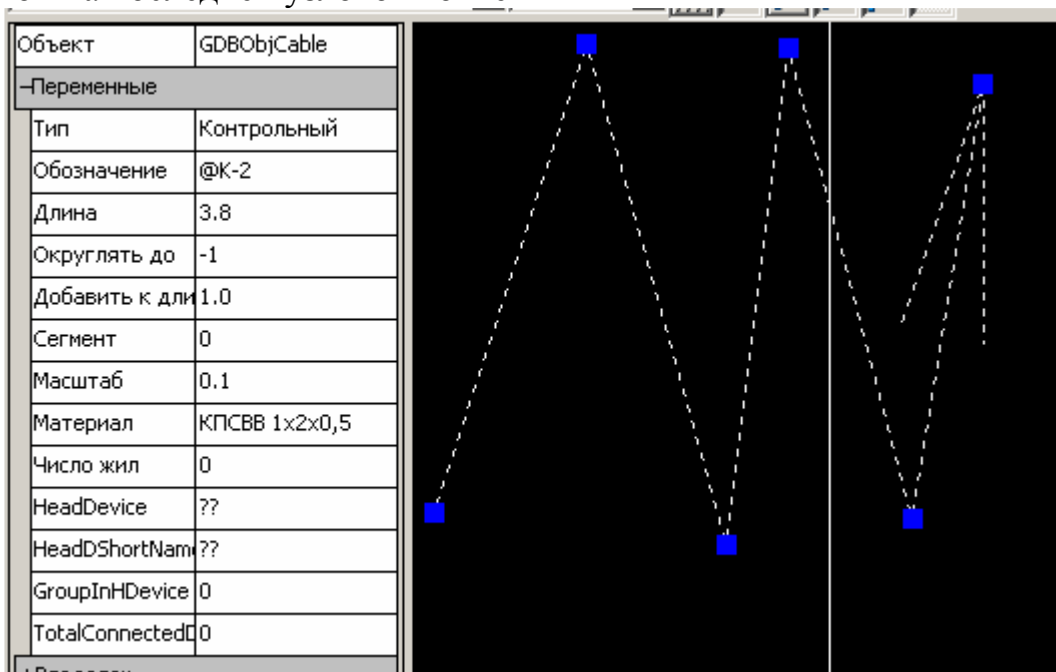 Объект GDBObjCable
Переменные
Тип Контрольный
Обозначение @К-2
Длина 3.8
Округлять до -1
Добавить к дли 1.0
Сегмент 0
Масштаб 0.1
Материал КПСВВ 1х2х0,5
Число жил 0
HeadDevice ??
HeadDShortNam ??
GroupInHDevice 0
TotalConnectedD 0